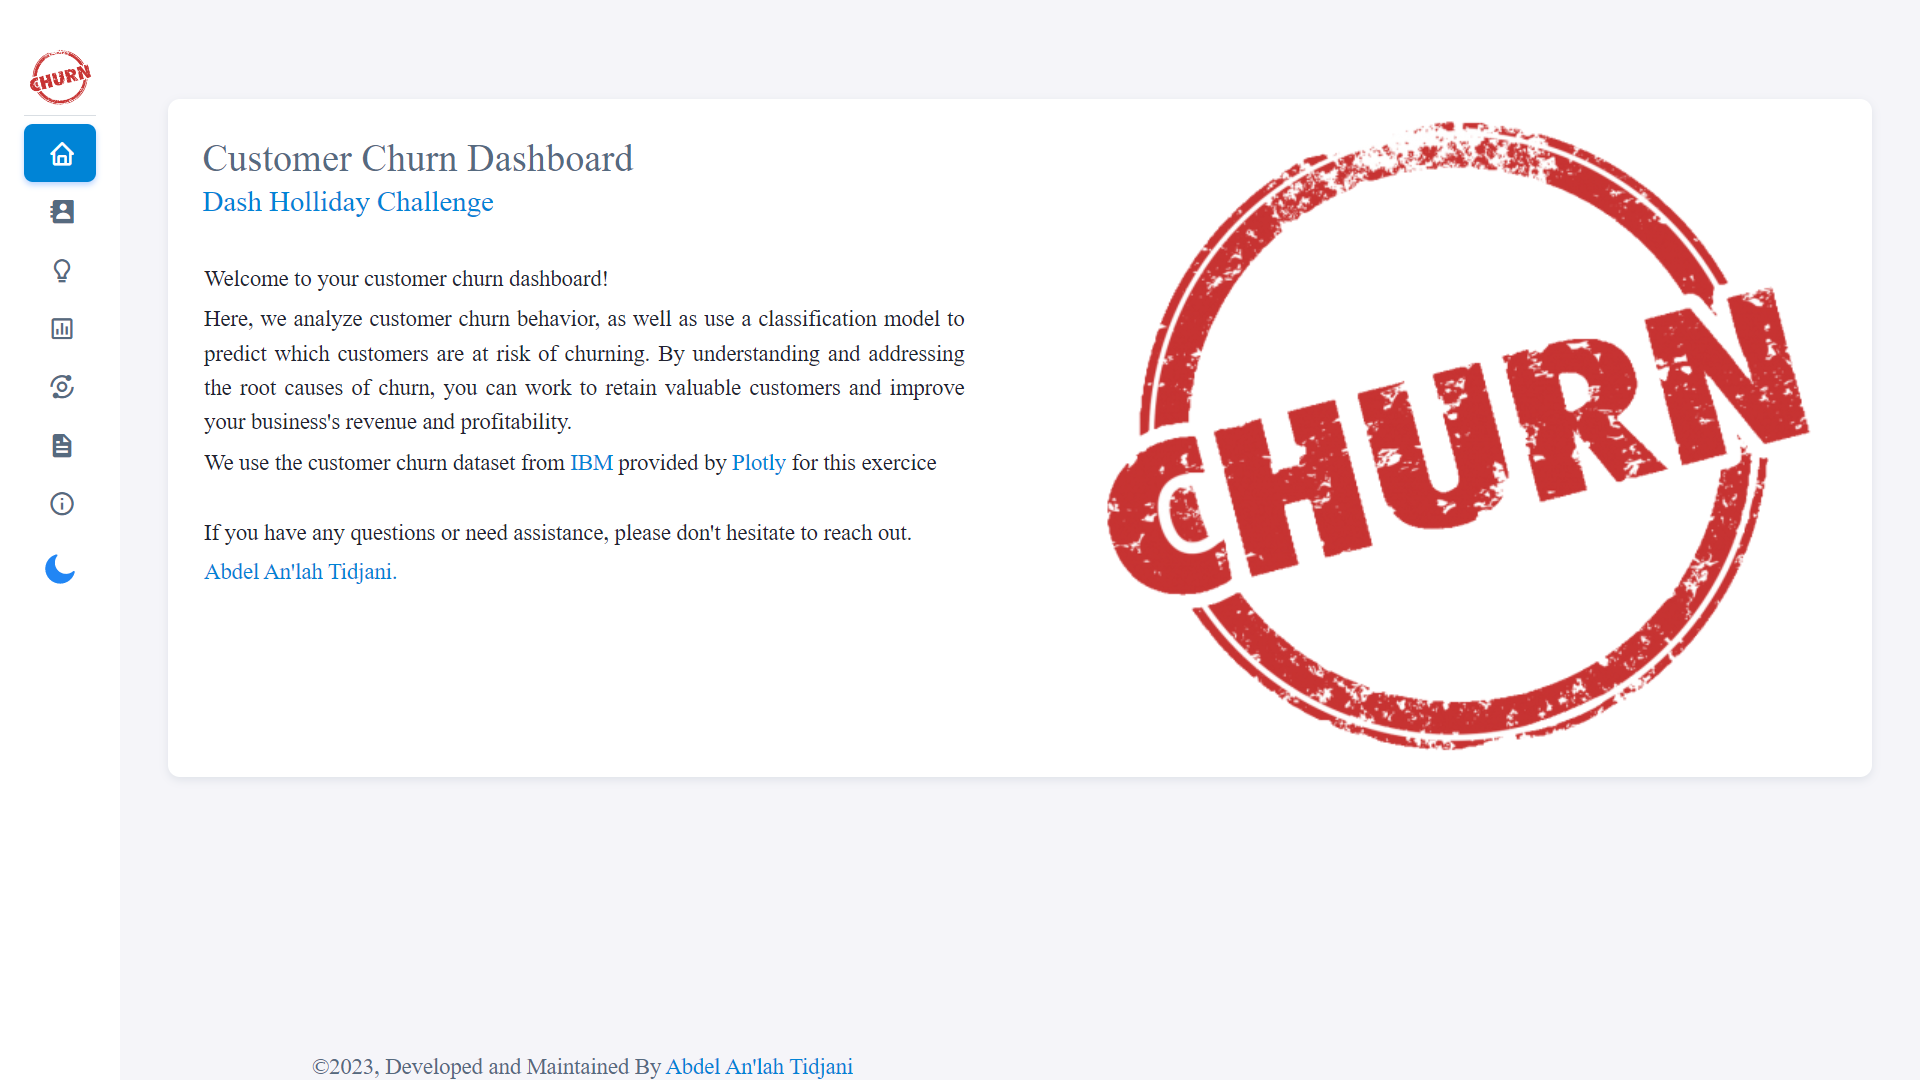 CHURN
Customer Churn Dashboard
Dash Holliday Challenge
Welcome to your customer churn dashboard!
Here, we analyze customer churn behavior, as well as use a classification model to
predict which customers are at risk of churning. By understanding and addressing
the root causes of churn, you can work to retain valuable customers and improve
your business's revenue and profitability.
We use the customer churn dataset from IBM provided by Plotly for this exercice
If you have any questions or need assistance, please don't hesitate to reach out.
Abdel An'lah Tidjani.
CHURN
©2023, Developed and Maintained By Abdel An'lah Tidjani